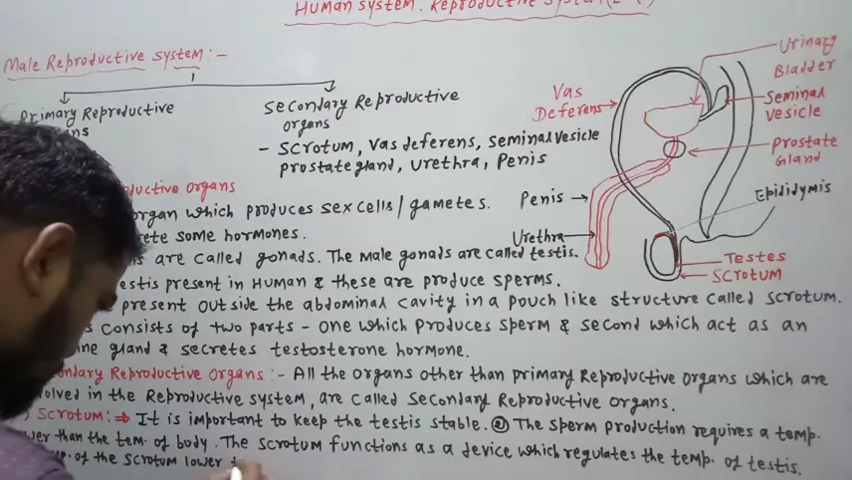 Human system. Reproductive system
Male Reproductive system :-
Primary Reproductive
Secondary Reproductive
organs
- Scrotum, Vas deferens, Seminal Vesicle
Prostate gland, Urethra, Penis
Reproductive organs
organ which produces sex cells / gametes.
some hormones.
are called gonads. The male gonads are called testis.
testis present in Human & these are produce sperms.
present outside the abdominal cavity in a pouch like structure called scrotum.
consists of two parts - one which produces sperm & second which act as an
gland & secretes testosterone hormone.
Secondary Reproductive Organs :- All the organs other than primary Reproductive organs which are
involved in the Reproductive system, are called Secondary Reproductive organs.
Scrotum :⇒ It is important to keep the testis stable. ② The sperm production requires a temp.
lower than the tem. of body. The scrotum functions as a device which regulates the temp. of testis.
of the scrotum lower
Vas
Deferens
Urinary
Bladder
Seminal
Vesicle
Prostate
Gland
Epididymis
Penis
Urethra
Testes
Scrotum